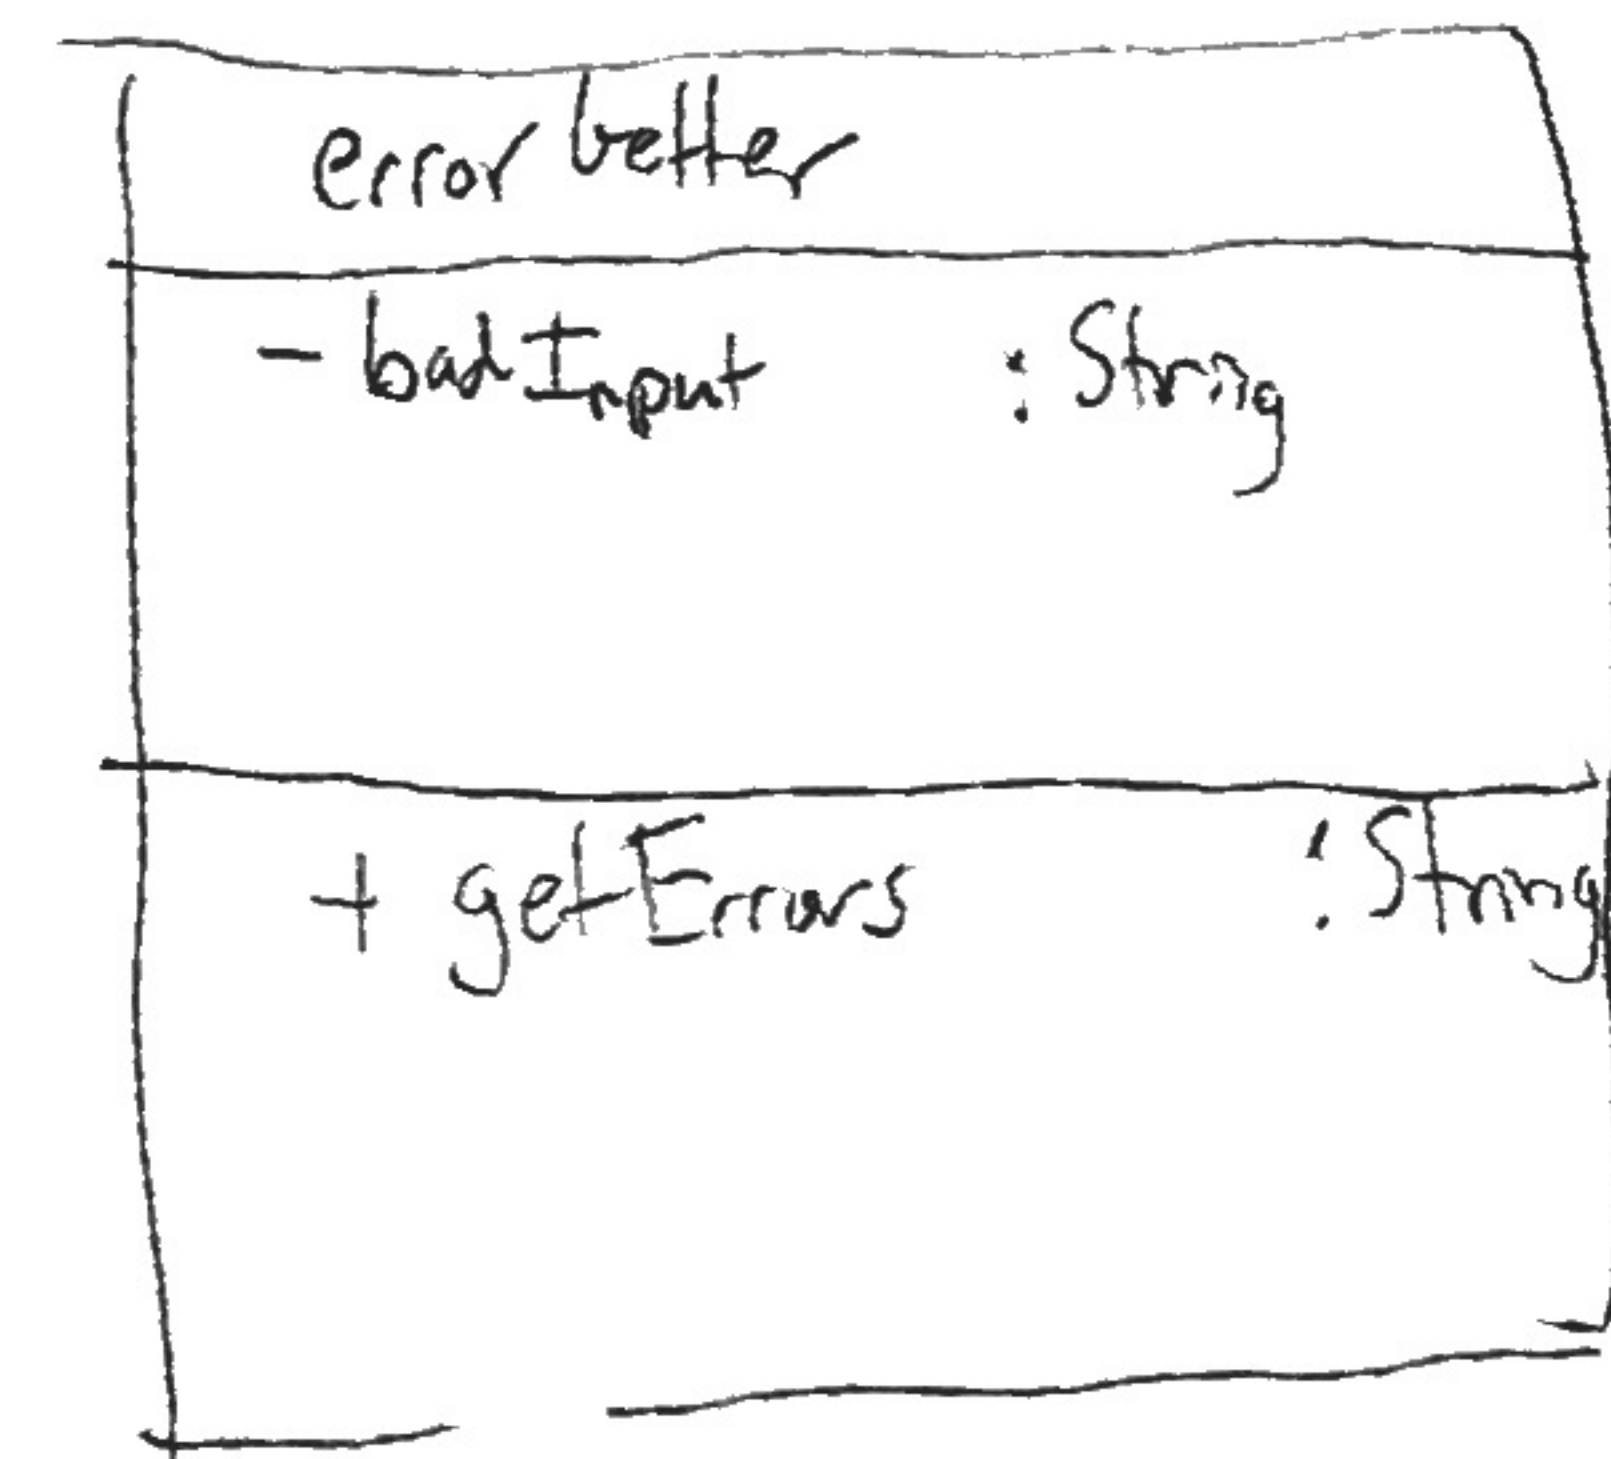 error better
- badInput : String
+ getErrors : String